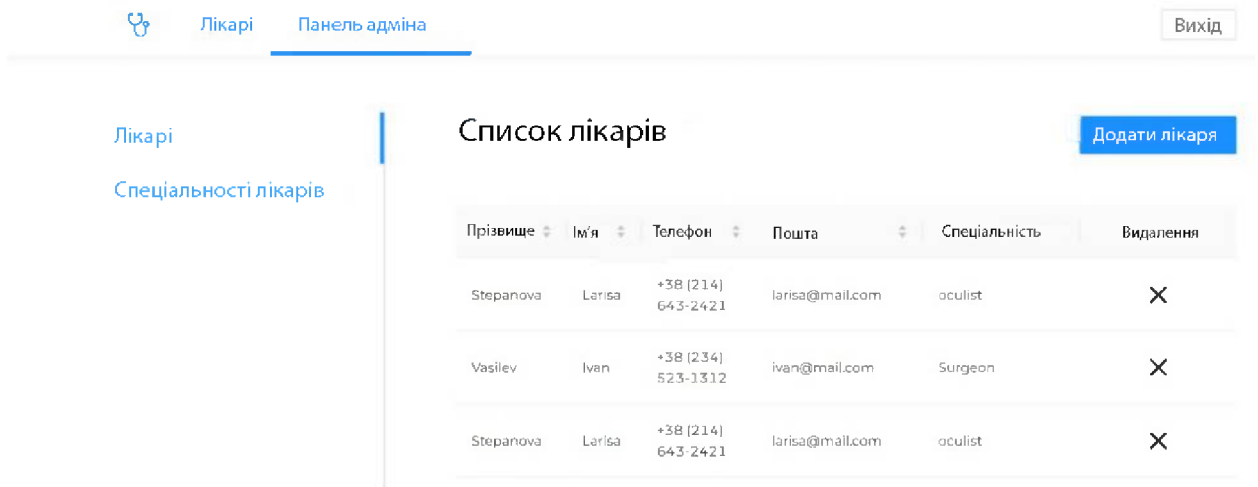 Лікарі Панель адміна Вихід
Лікарі
Спеціальності лікарів
Список лікарів Додати лікаря
Прізвище Ім'я Телефон Пошта Спеціальність Видалення
Stepanova Larisa +38 (214) 643-2421 larisa@mail.com oculist
Vasilev Ivan +38 (234) 523-1312 ivan@mail.com Surgeon
Stepanova Larisa +38 (214) 643-2421 larisa@mail.com oculist